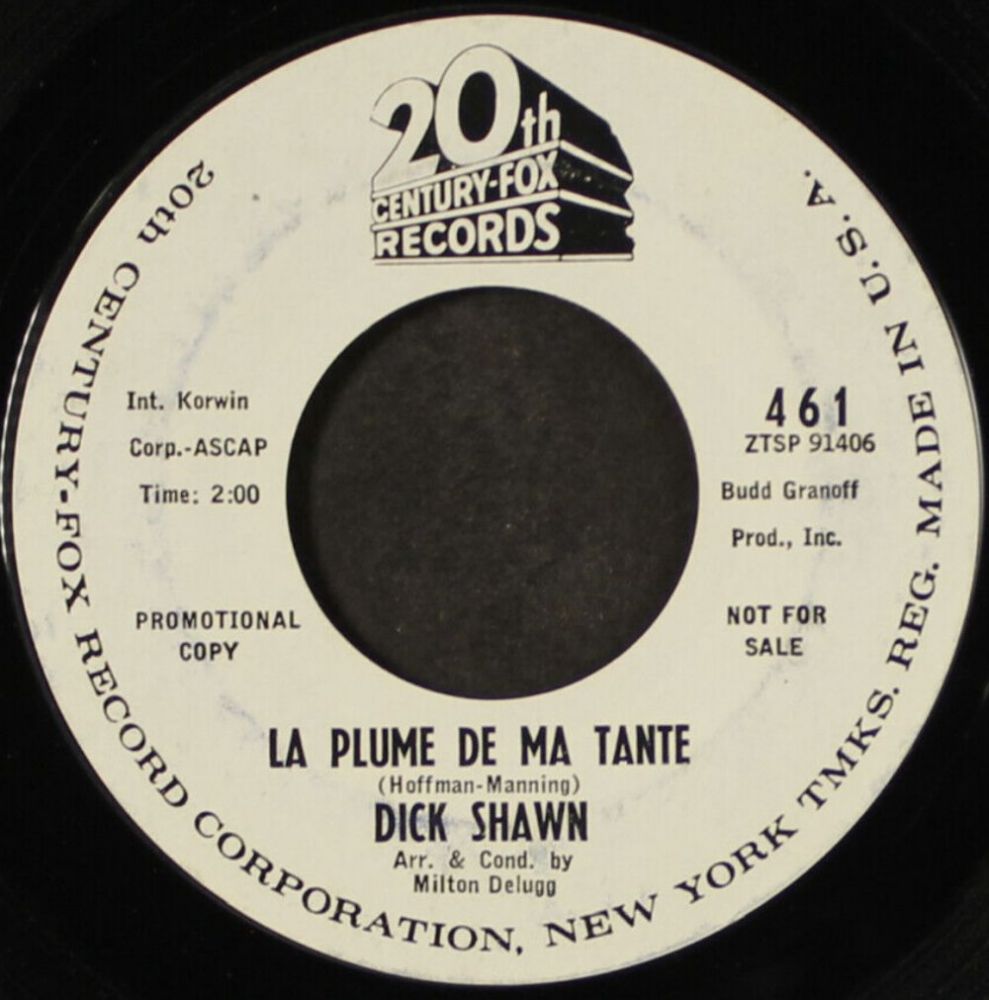 20th
CENTURY-FOX
RECORDS
Int. Korwin
Corp.-ASCAP
Time: 2:00
PROMOTIONAL
COPY
461
ZTSP 91406
Budd Granoff
Prod., Inc.
NOT FOR
SALE
LA PLUME DE MA TANTE
(Hoffman-Manning)
DICK SHAWN
Arr. & Cond. by
Milton Delugg
20th CENTURY-FOX RECORD CORPORATION, NEW YORK TMKS. REG. MADE IN U.S.A.